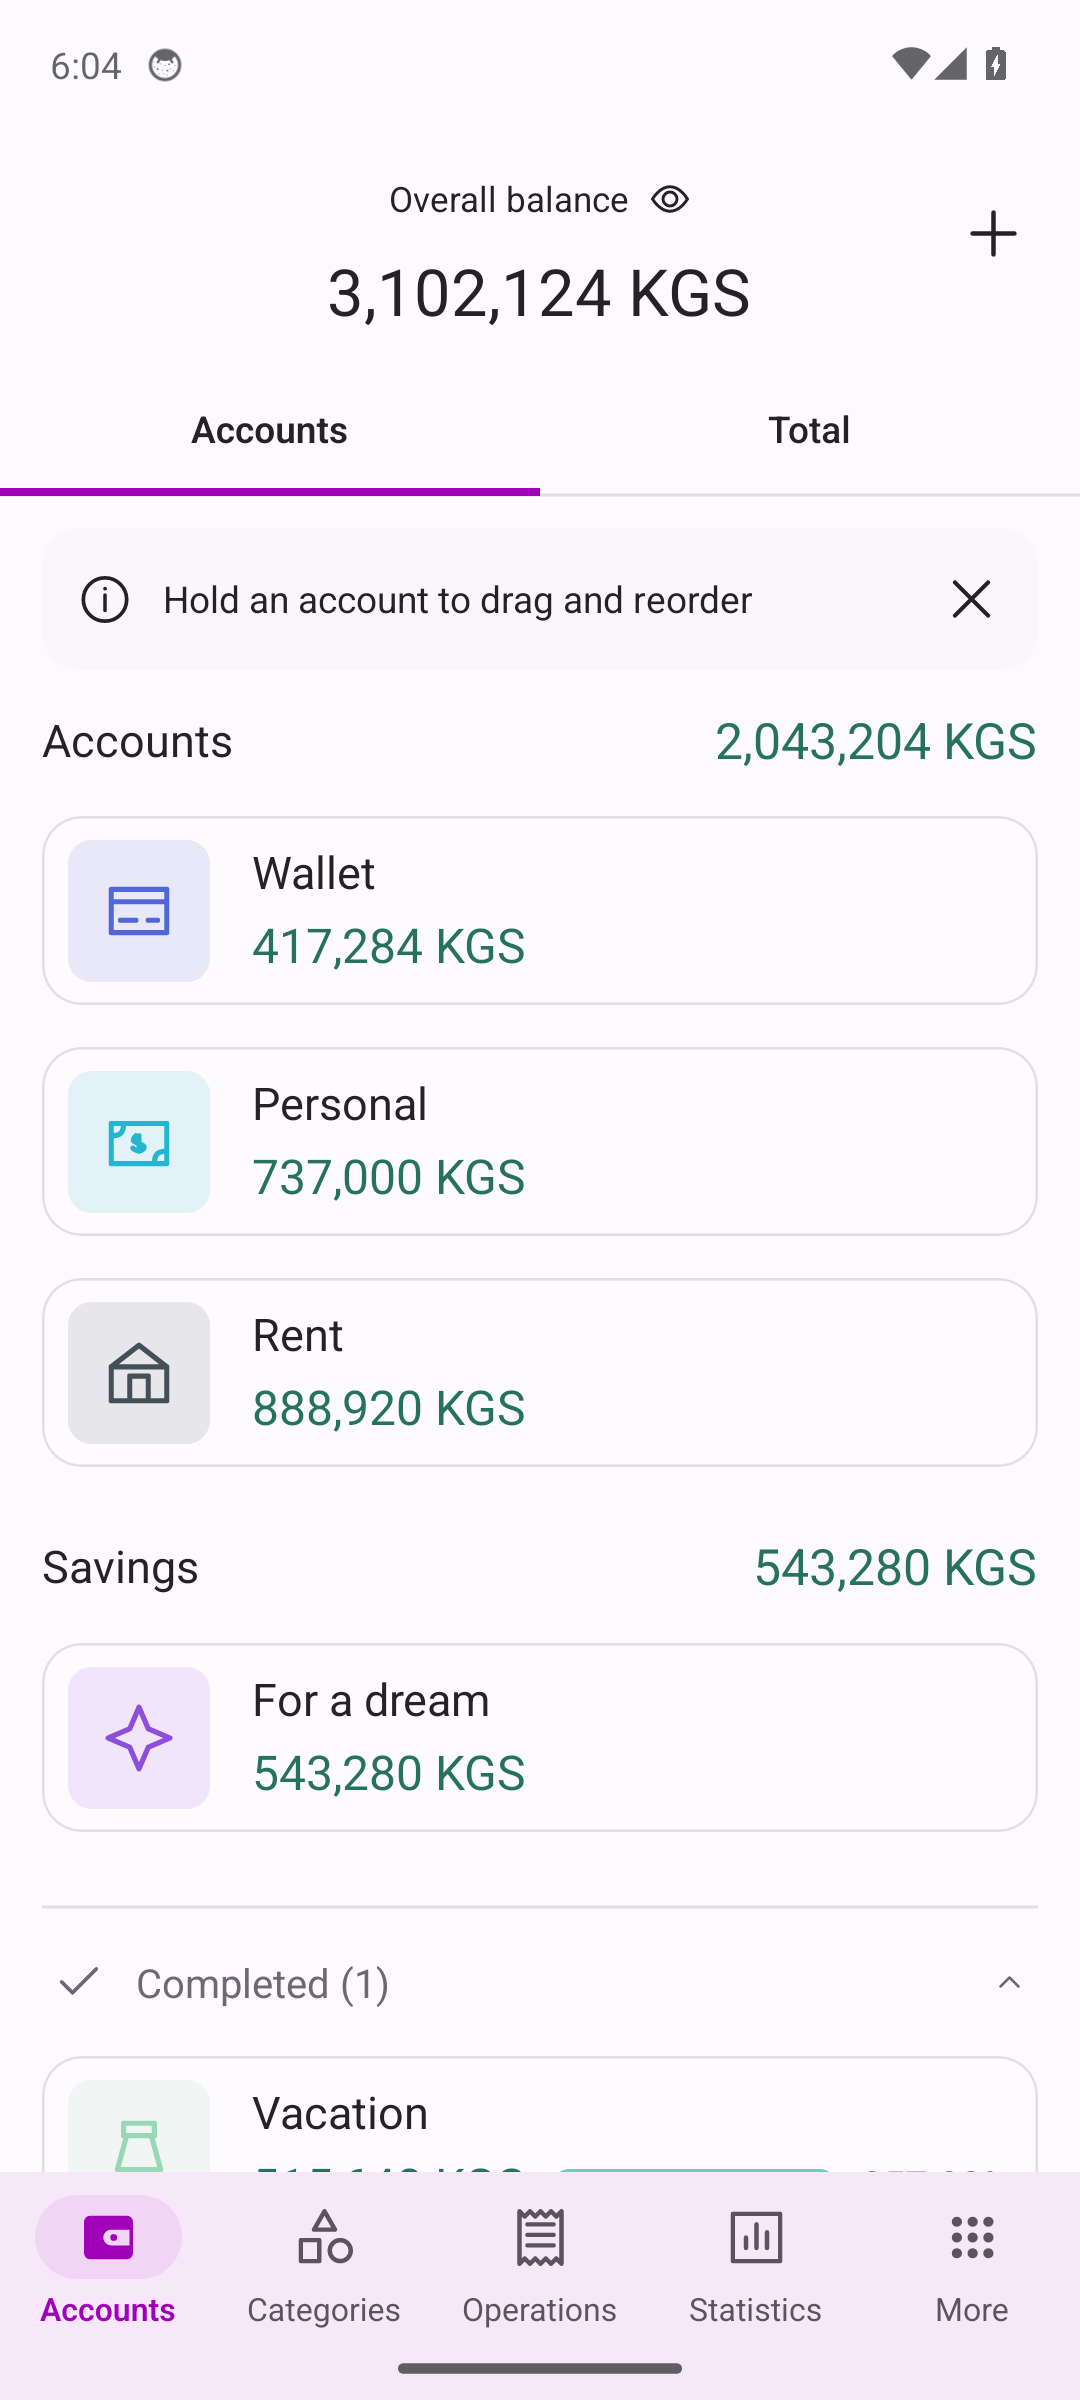 6:04
Overall balance
3,102,124 KGS
Accounts
Total
Hold an account to drag and reorder
Accounts
2,043,204 KGS
Wallet
417,284 KGS
Personal
737,000 KGS
Rent
888,920 KGS
Savings
543,280 KGS
For a dream
543,280 KGS
Completed (1)
Vacation
Accounts
Categories
Operations
Statistics
More